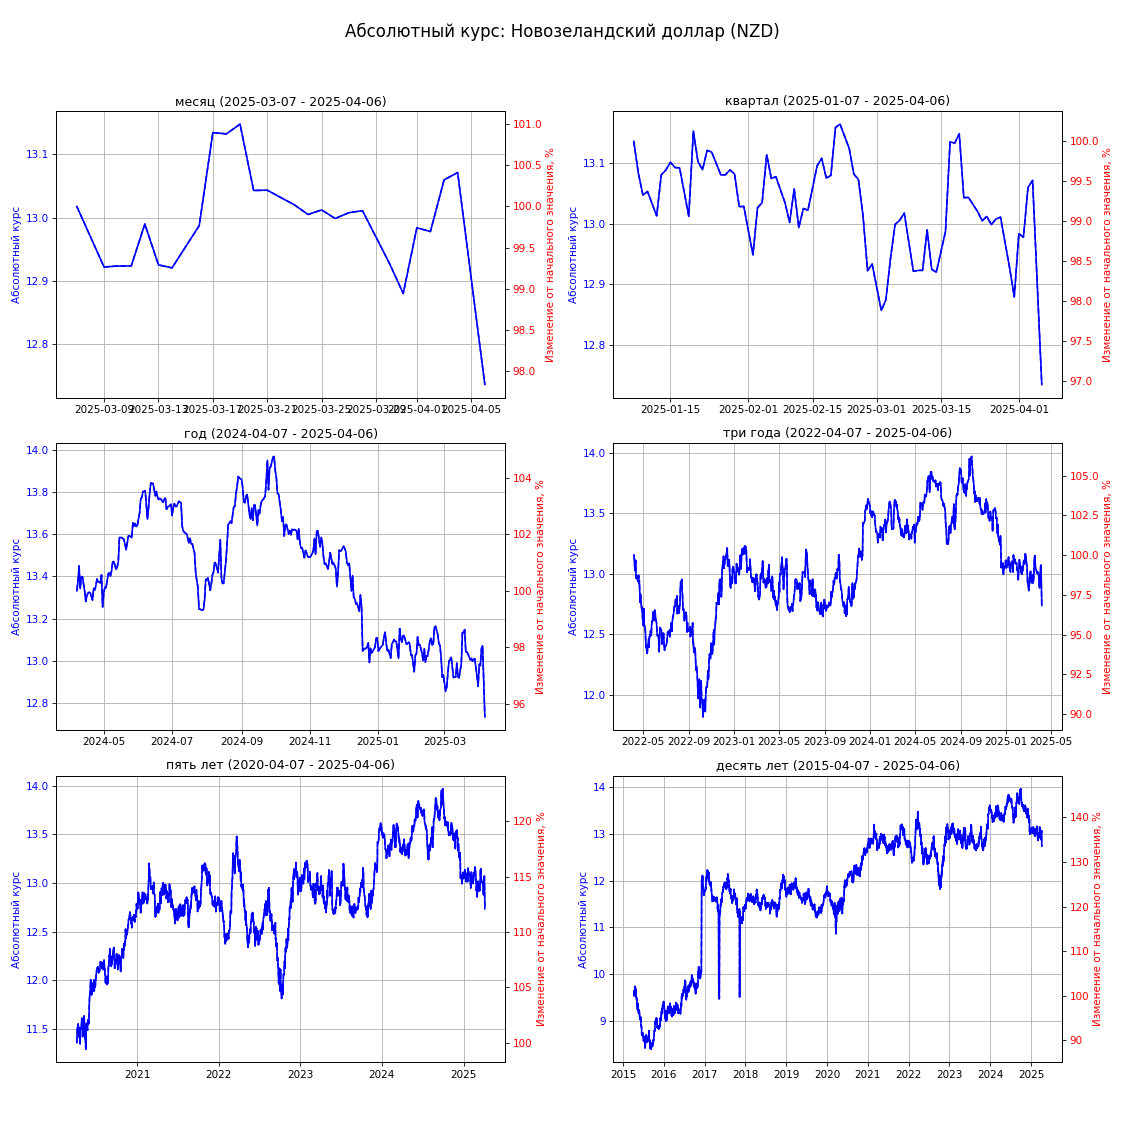 Абсолютный курс: Новозеландский доллар (NZD)
месяц (2025-03-07 - 2025-04-06)
Абсолютный курс
13.1
13.0
12.9
12.8
101.0
100.5
100.0
99.5
99.0
98.5
98.0
Изменение от начального значения, %
2025-03-09 2025-03-13 2025-03-17 2025-03-21 2025-03-25 2025-03-29 2025-04-01 2025-04-05
квартал (2025-01-07 - 2025-04-06)
Абсолютный курс
13.1
13.0
12.9
12.8
100.0
99.5
99.0
98.5
98.0
97.5
97.0
Изменение от начального значения, %
2025-01-15 2025-02-01 2025-02-15 2025-03-01 2025-03-15 2025-04-01
год (2024-04-07 - 2025-04-06)
Абсолютный курс
14.0
13.8
13.6
13.4
13.2
13.0
12.8
104
102
100
98
96
Изменение от начального значения, %
2024-05 2024-07 2024-09 2024-11 2025-01 2025-03
три года (2022-04-07 - 2025-04-06)
Абсолютный курс
14.0
13.5
13.0
12.5
12.0
105.0
102.5
100.0
97.5
95.0
92.5
90.0
Изменение от начального значения, %
2022-05 2022-09 2023-01 2023-05 2023-09 2024-01 2024-05 2024-09 2025-01 2025-05
пять лет (2020-04-07 - 2025-04-06)
Абсолютный курс
14.0
13.5
13.0
12.5
12.0
11.5
120
115
110
105
100
Изменение от начального значения, %
2021 2022 2023 2024 2025
десять лет (2015-04-07 - 2025-04-06)
Абсолютный курс
14
13
12
11
10
9
140
130
120
110
100
90
Изменение от начального значения, %
2015 2016 2017 2018 2019 2020 2021 2022 2023 2024 2025